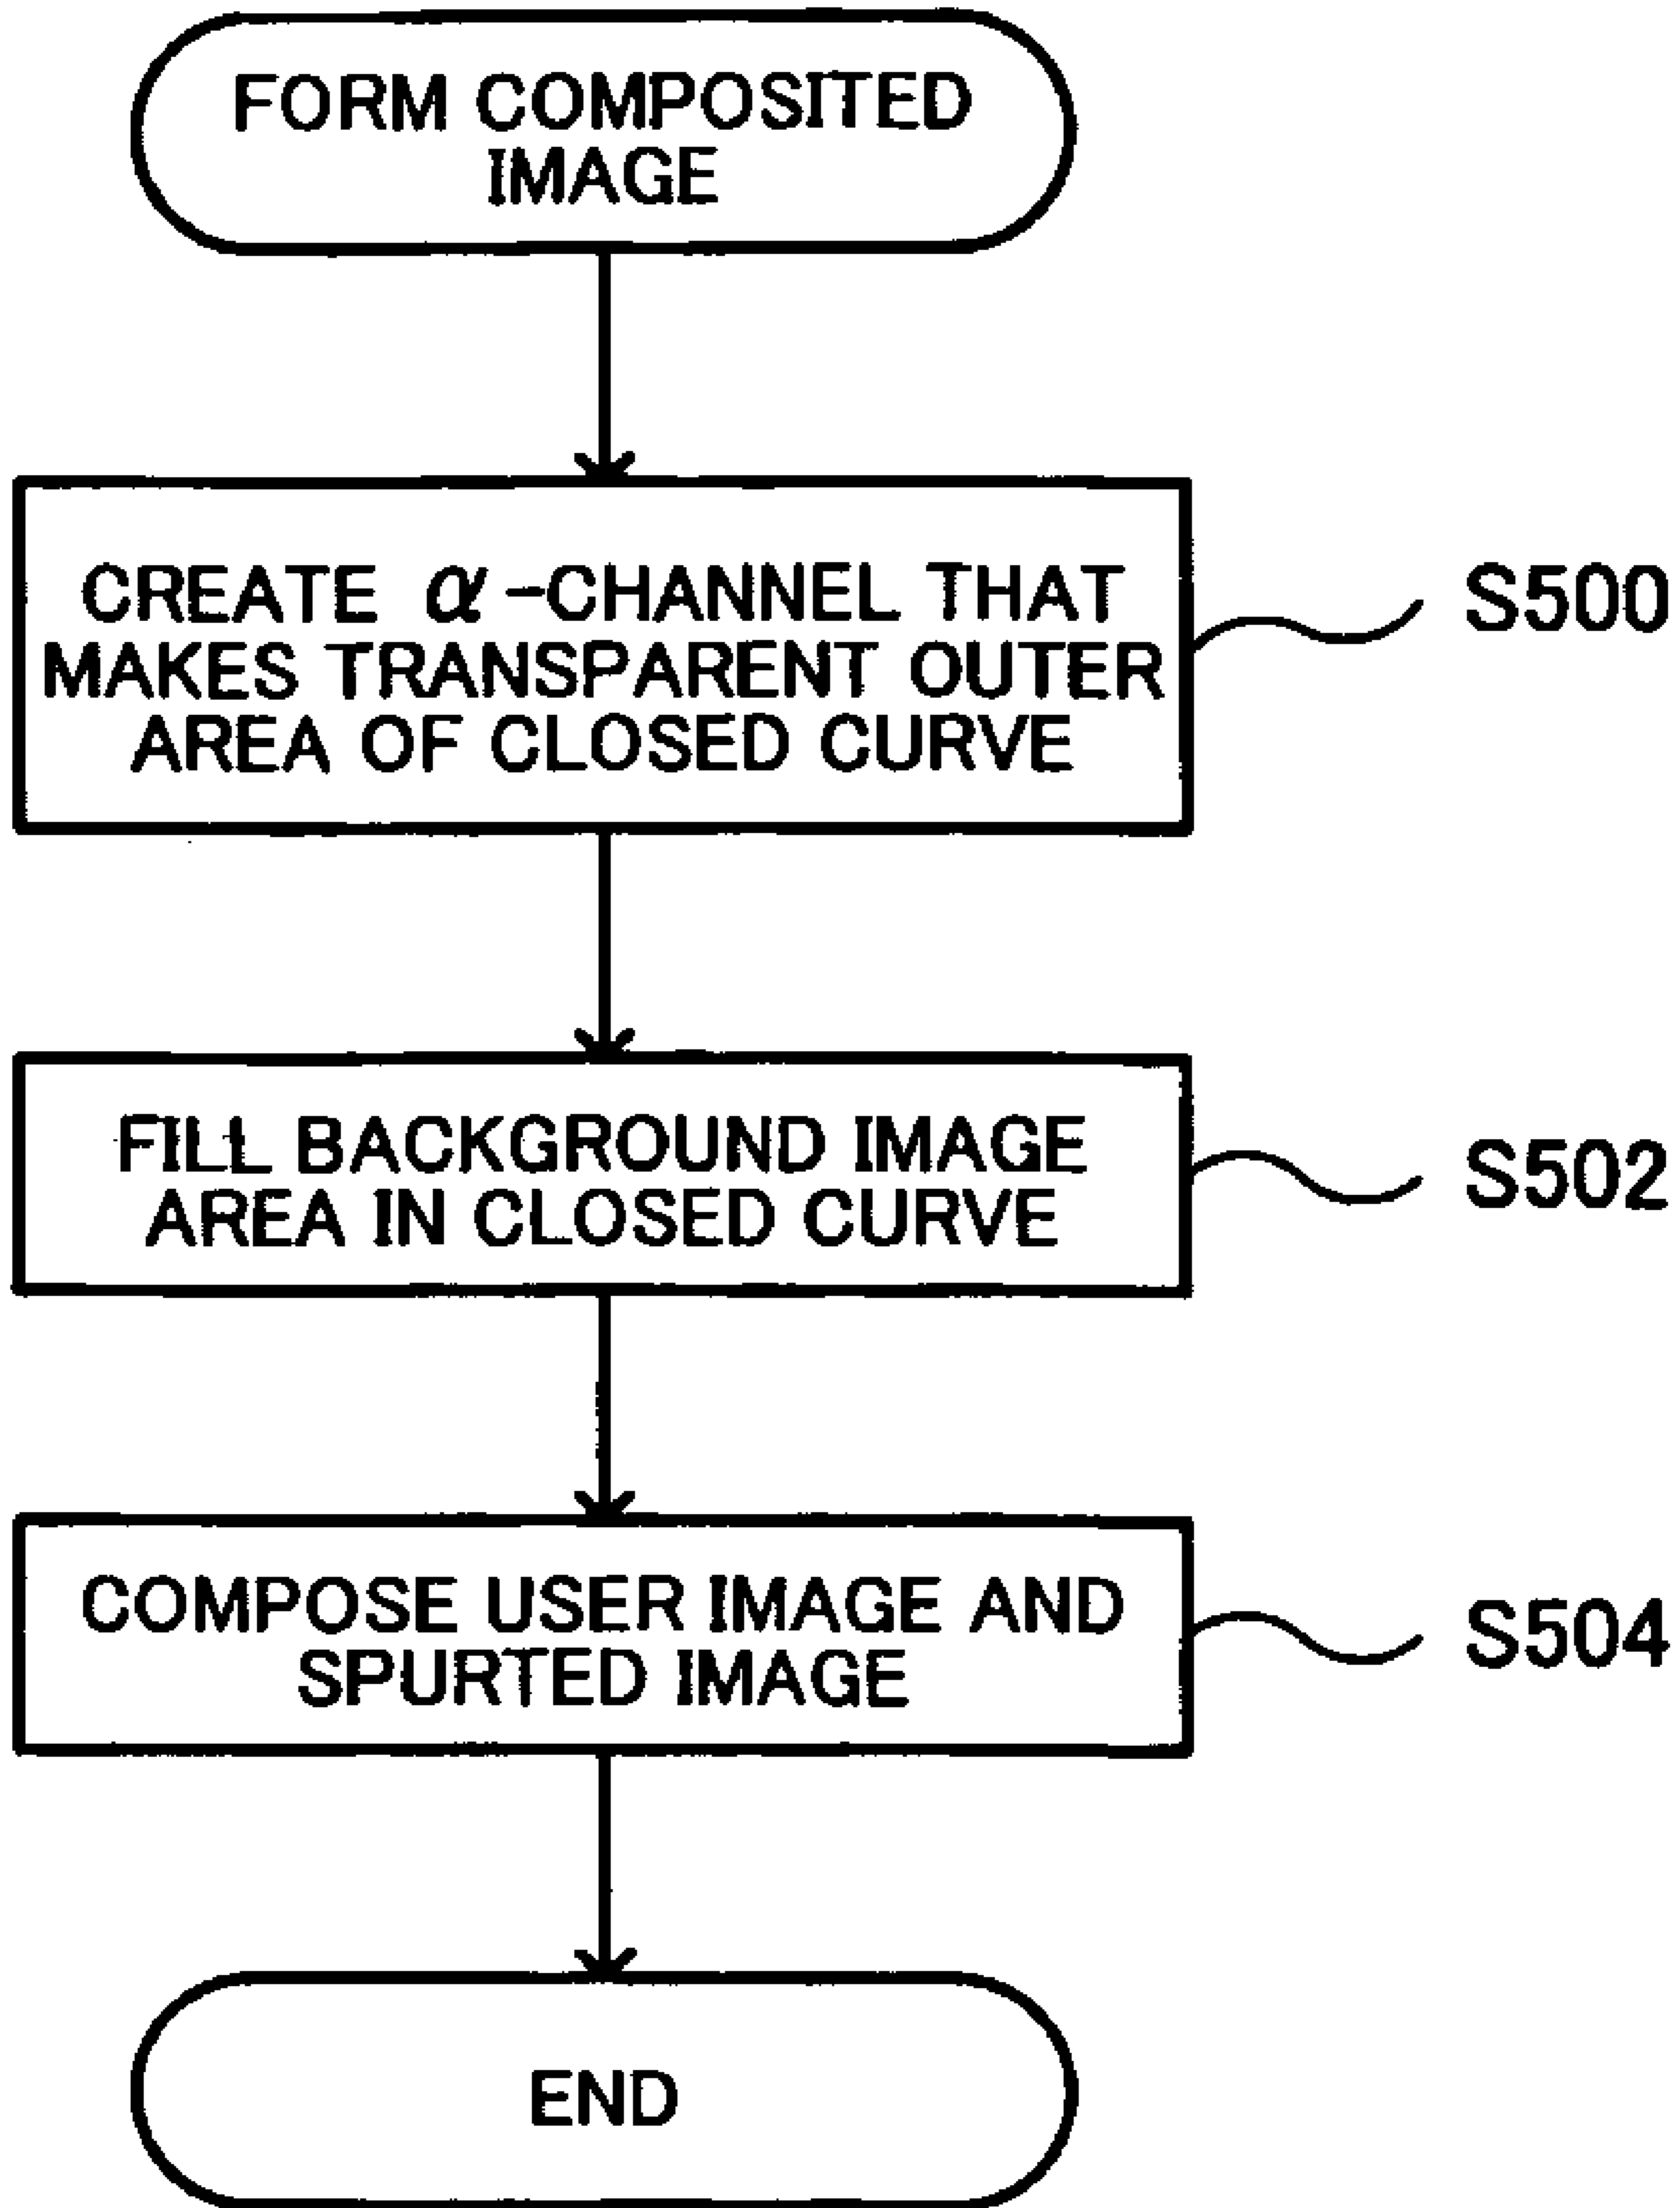 FORM COMPOSITED
IMAGE
CREATE α-CHANNEL THAT
MAKES TRANSPARENT OUTER
AREA OF CLOSED CURVE
S500
FILL BACKGROUND IMAGE
AREA IN CLOSED CURVE
S502
COMPOSE USER IMAGE AND
SPURTED IMAGE
S504
END